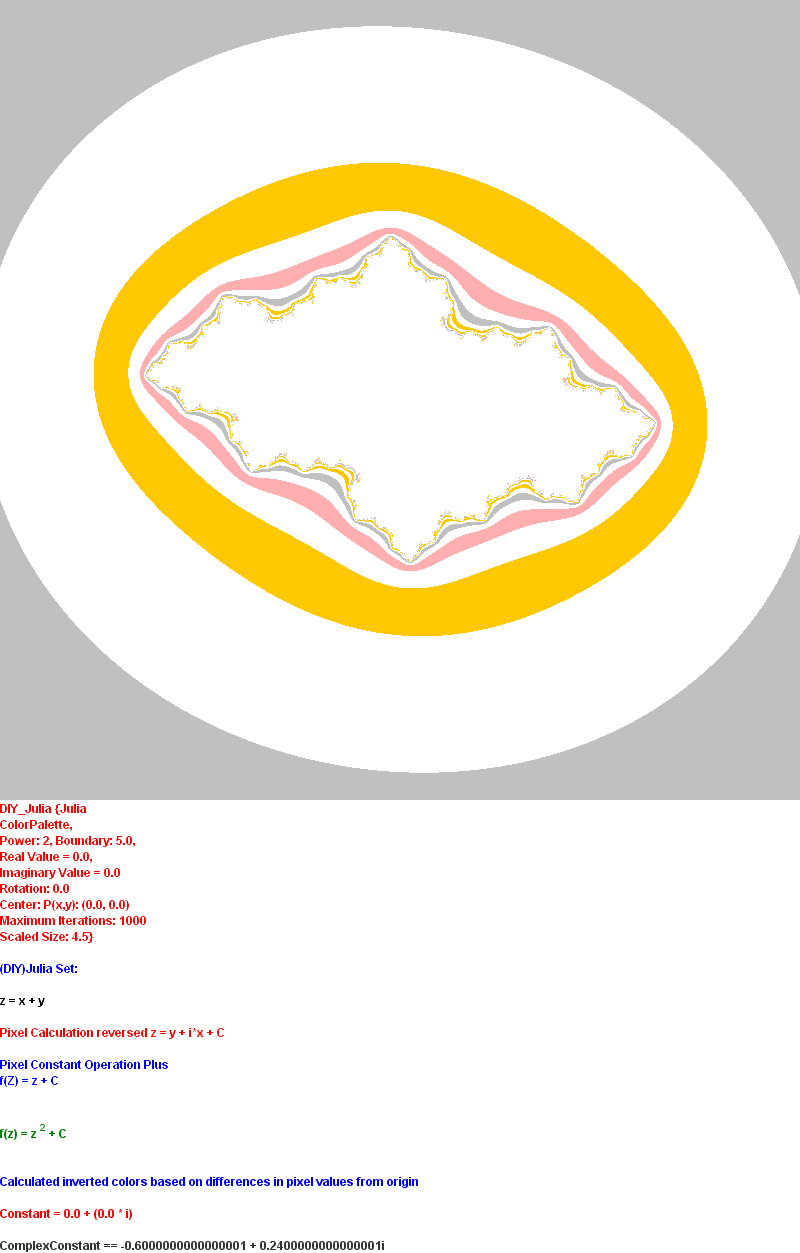 DIY_Julia {Julia
ColorPalette,
Power: 2, Boundary: 5.0,
Real Value = 0.0,
Imaginary Value = 0.0
Rotation: 0.0
Center: P(x,y): (0.0, 0.0)
Maximum Iterations: 1000
Scaled Size: 4.5}
(DIY)Julia Set:
z = x + y
Pixel Calculation reversed z = y + i*x + C
Pixel Constant Operation Plus
f(Z) = z + C
f(z) = z 2 + C
Calculated inverted colors based on differences in pixel values from origin
Constant = 0.0 + (0.0 * i)
ComplexConstant == -0.6000000000000001 + 0.2400000000000001i